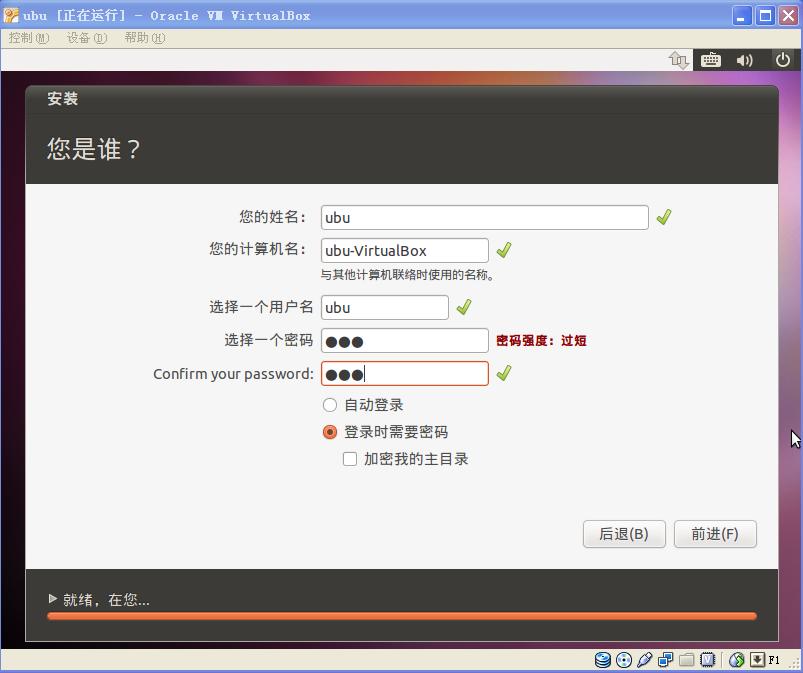 ubu [正在运行] - Oracle VM VirtualBox
控制(M) 设备(D) 帮助(H)
安装
您是谁？
您的姓名： ubu
您的计算机名： ubu-VirtualBox
与其他计算机联络时使用的名称。
选择一个用户名 ubu
选择一个密码 ●●● 密码强度：过短
Confirm your password: ●●●
自动登录
登录时需要密码
加密我的主目录
后退(B) 前进(F)
就绪，在您...
F1